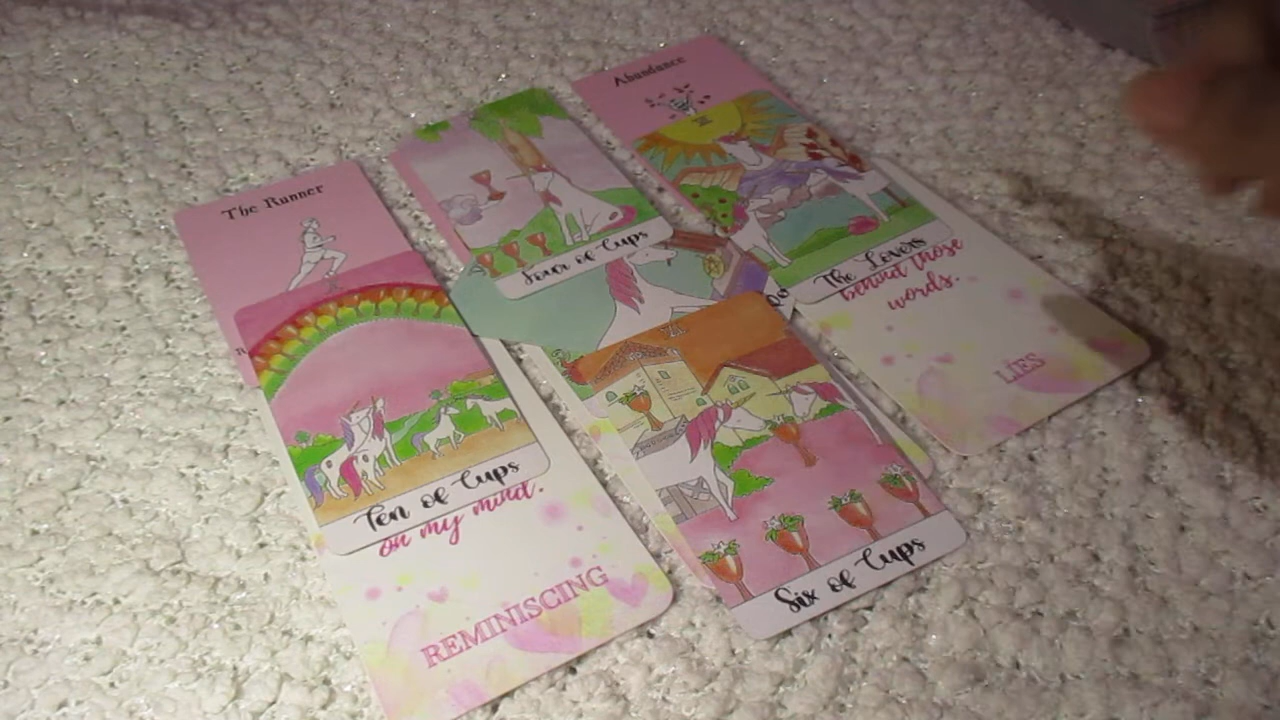 The Runner
Ten of Cups
on my mind.
REMINISCING
Four of Cups
VI
Six of Cups
Abundance
The Lovers
behind those
words.
LIES